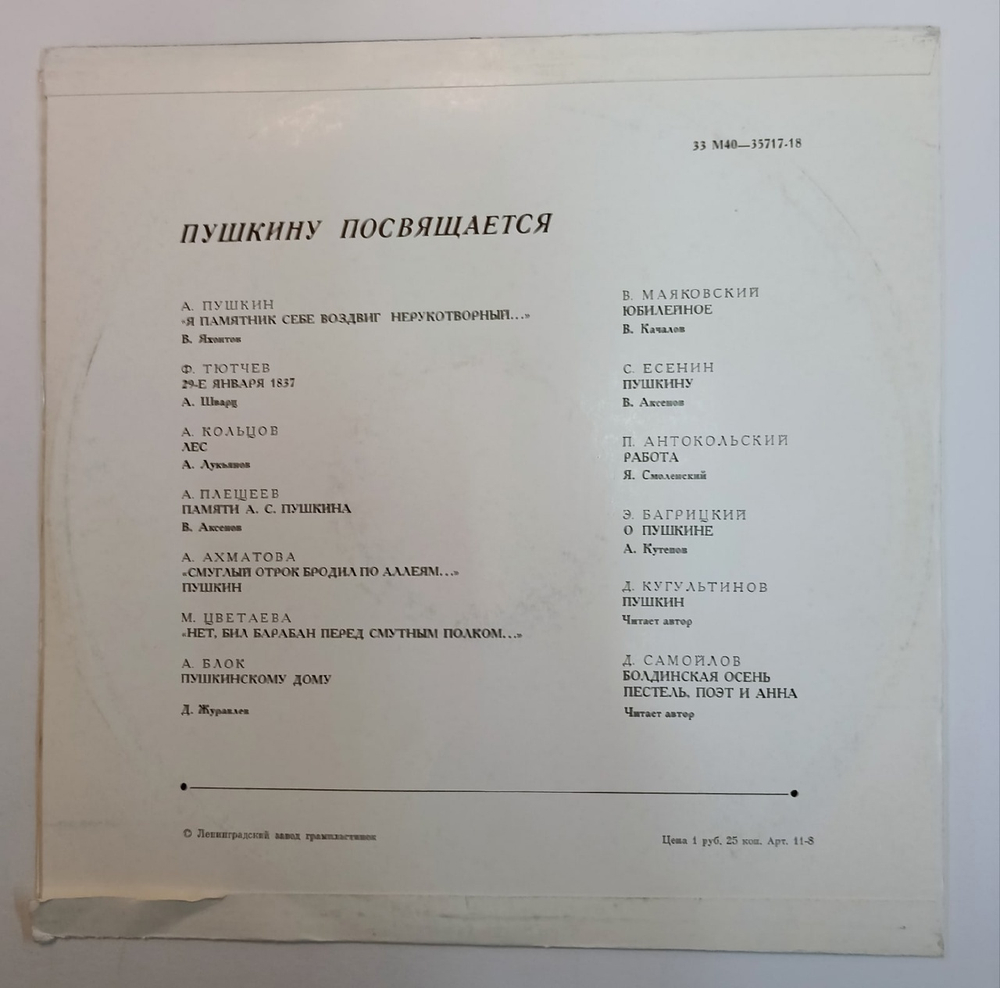 33 М40—35717-18
ПУШКИНУ ПОСВЯЩАЕТСЯ
А. ПУШКИН
«Я ПАМЯТНИК СЕБЕ ВОЗДВИГ НЕРУКОТВОРНЫЙ...»
В. Яхонтов
Ф. ТЮТЧЕВ
29-Е ЯНВАРЯ 1837
А. Шварц
А. КОЛЬЦОВ
ЛЕС
А. Лукьянов
А. ПЛЕЩЕЕВ
ПАМЯТИ А. С. ПУШКИНА
В. Аксенов
А. АХМАТОВА
«СМУГЛЫЙ ОТРОК БРОДИЛ ПО АЛЛЕЯМ...»
ПУШКИН
М. ЦВЕТАЕВА
«НЕТ, БИЛ БАРАБАН ПЕРЕД СМУТНЫМ ПОЛКОМ...»
А. БЛОК
ПУШКИНСКОМУ ДОМУ
Д. Журавлев
В. МАЯКОВСКИЙ
ЮБИЛЕЙНОЕ
В. Качалов
С. ЕСЕНИН
ПУШКИНУ
В. Аксенов
П. АНТОКОЛЬСКИЙ
РАБОТА
Я. Смоленский
Э. БАГРИЦКИЙ
О ПУШКИНЕ
А. Кутепов
Д. КУГУЛЬТИНОВ
ПУШКИН
Читает автор
Д. САМОЙЛОВ
БОЛДИНСКАЯ ОСЕНЬ
ПЕСТЕЛЬ, ПОЭТ И АННА
Читает автор
© Ленинградский завод грампластинок
Цена 1 руб. 25 коп. Арт. 11-8